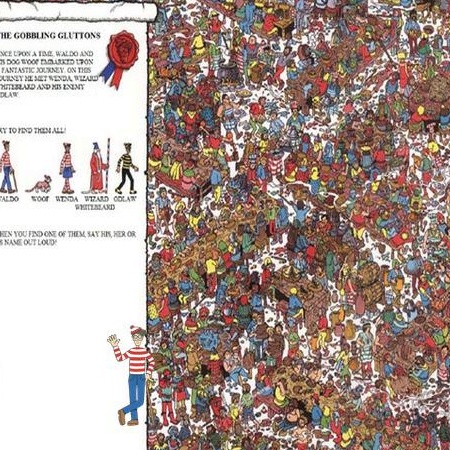 THE GOBBLING GLUTTONS
ONCE UPON A TIME, WALDO AND
HIS DOG WOOF EMBARKED UPON
FANTASTIC JOURNEY. ON THIS
JOURNEY HE MET WENDA, WIZARD
WHITEBEARD AND HIS ENEMY
ODLAW
TRY TO FIND THEM ALL!
WALDO WOOF WENDA WIZARD ODLAW
WHITEBEARD
WHEN YOU FIND ONE OF THEM, SAY HIS, HER OR
ITS NAME OUT LOUD!